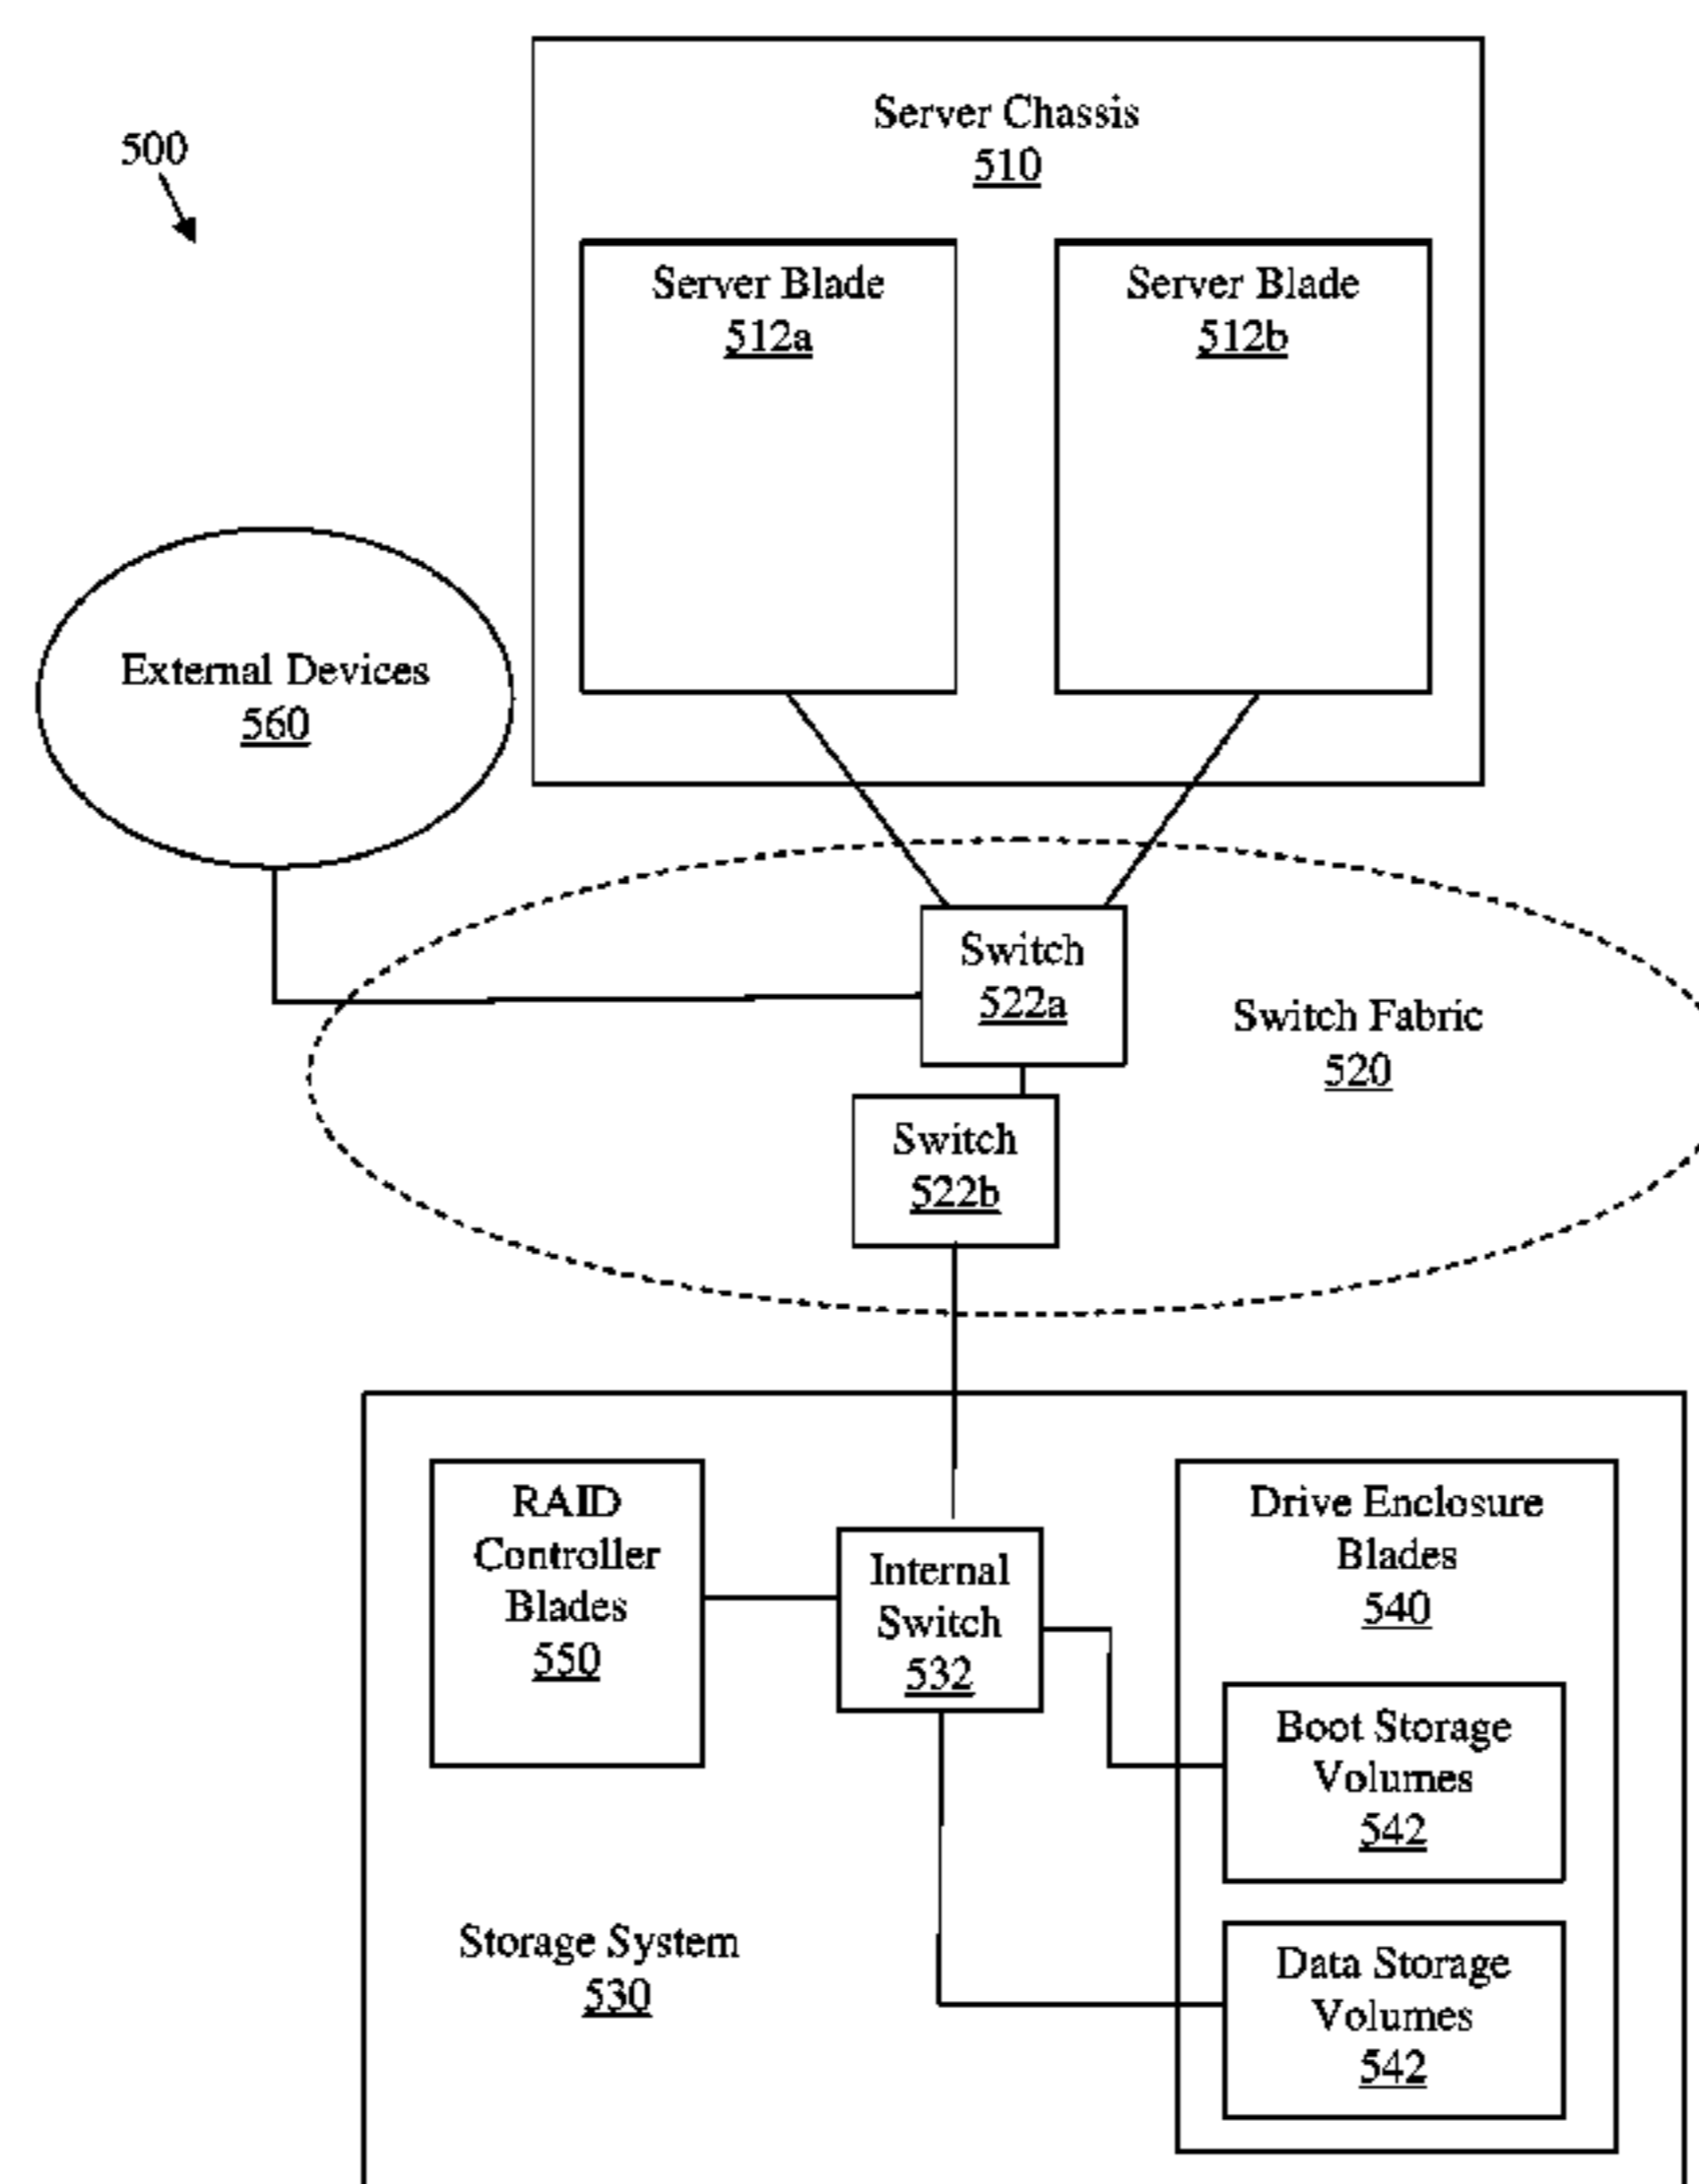 500
Server Chassis
510
Server Blade
512a
Server Blade
512b
External Devices
560
Switch
522a
Switch Fabric
520
Switch
522b
RAID
Controller
Blades
550
Internal
Switch
532
Drive Enclosure
Blades
540
Boot Storage
Volumes
542
Data Storage
Volumes
542
Storage System
530